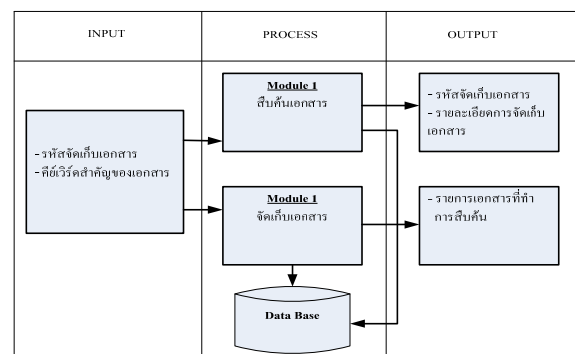 INPUT
PROCESS
OUTPUT
- รหัสจัดเก็บเอกสาร
- คีย์เวิร์ดสำคัญของเอกสาร
Module 1
สืบค้นเอกสาร
- รหัสจัดเก็บเอกสาร
- รายละเอียดการจัดเก็บ
เอกสาร
Module 1
จัดเก็บเอกสาร
- รายการเอกสารที่ทำ
การสืบค้น
Data Base